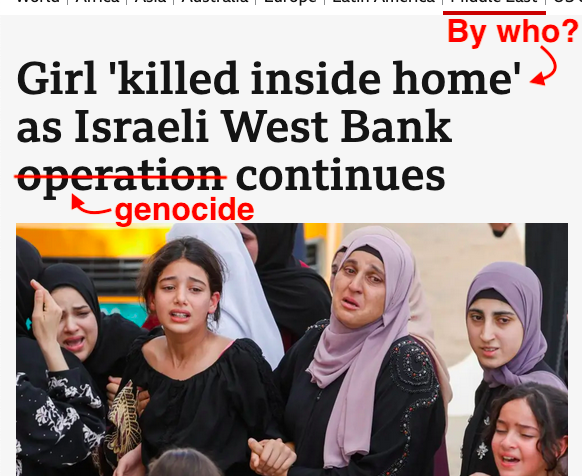 World | Africa | Asia | Australia | Europe | Latin America | Middle East | US &
By who?
Girl 'killed inside home'
as Israeli West Bank
operation continues
genocide